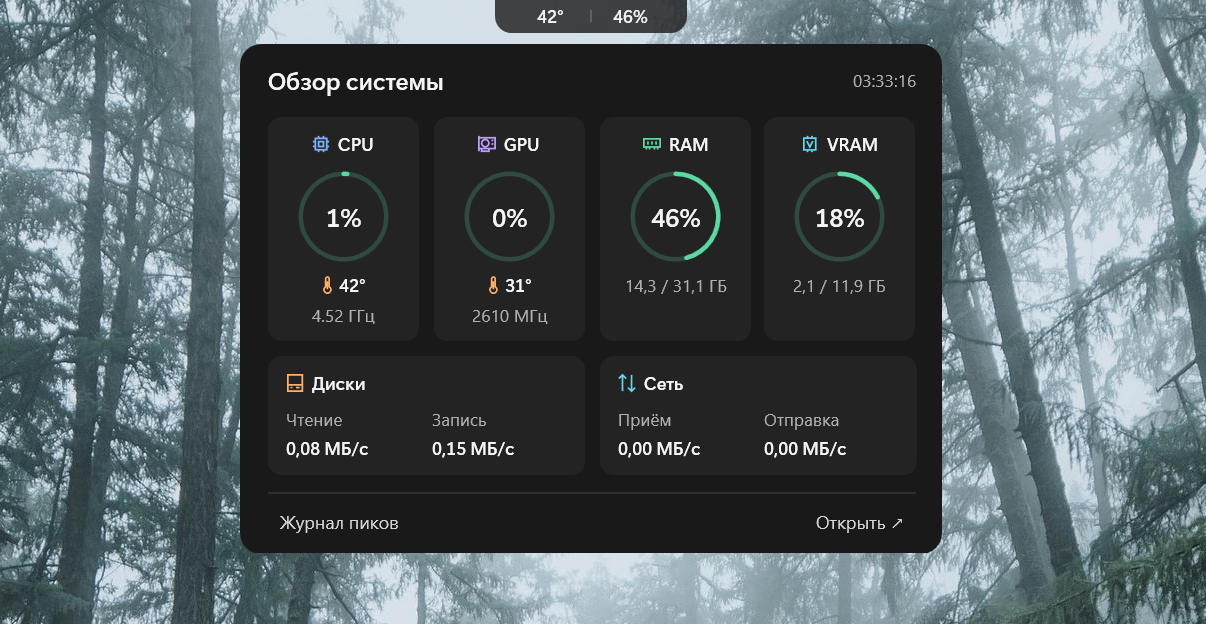 42° | 46%
Обзор системы 03:33:16
CPU GPU RAM VRAM
1% 0% 46% 18%
42° 31° 14,3 / 31,1 ГБ 2,1 / 11,9 ГБ
4.52 ГГц 2610 МГц
Диски Сеть
Чтение Запись Приём Отправка
0,08 МБ/с 0,15 МБ/с 0,00 МБ/с 0,00 МБ/с
Журнал пиков Открыть ↗